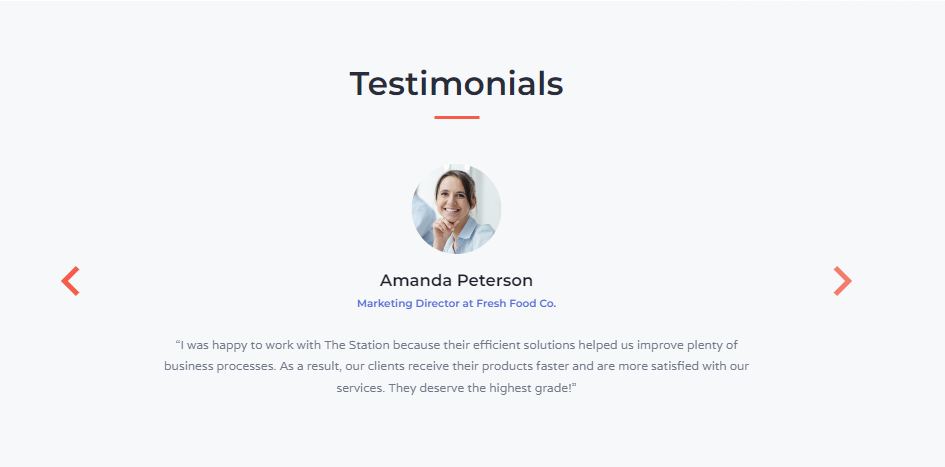 Testimonials
Amanda Peterson
Marketing Director at Fresh Food Co.
“I was happy to work with The Station because their efficient solutions helped us improve plenty of
business processes. As a result, our clients receive their products faster and are more satisfied with our
services. They deserve the highest grade!”